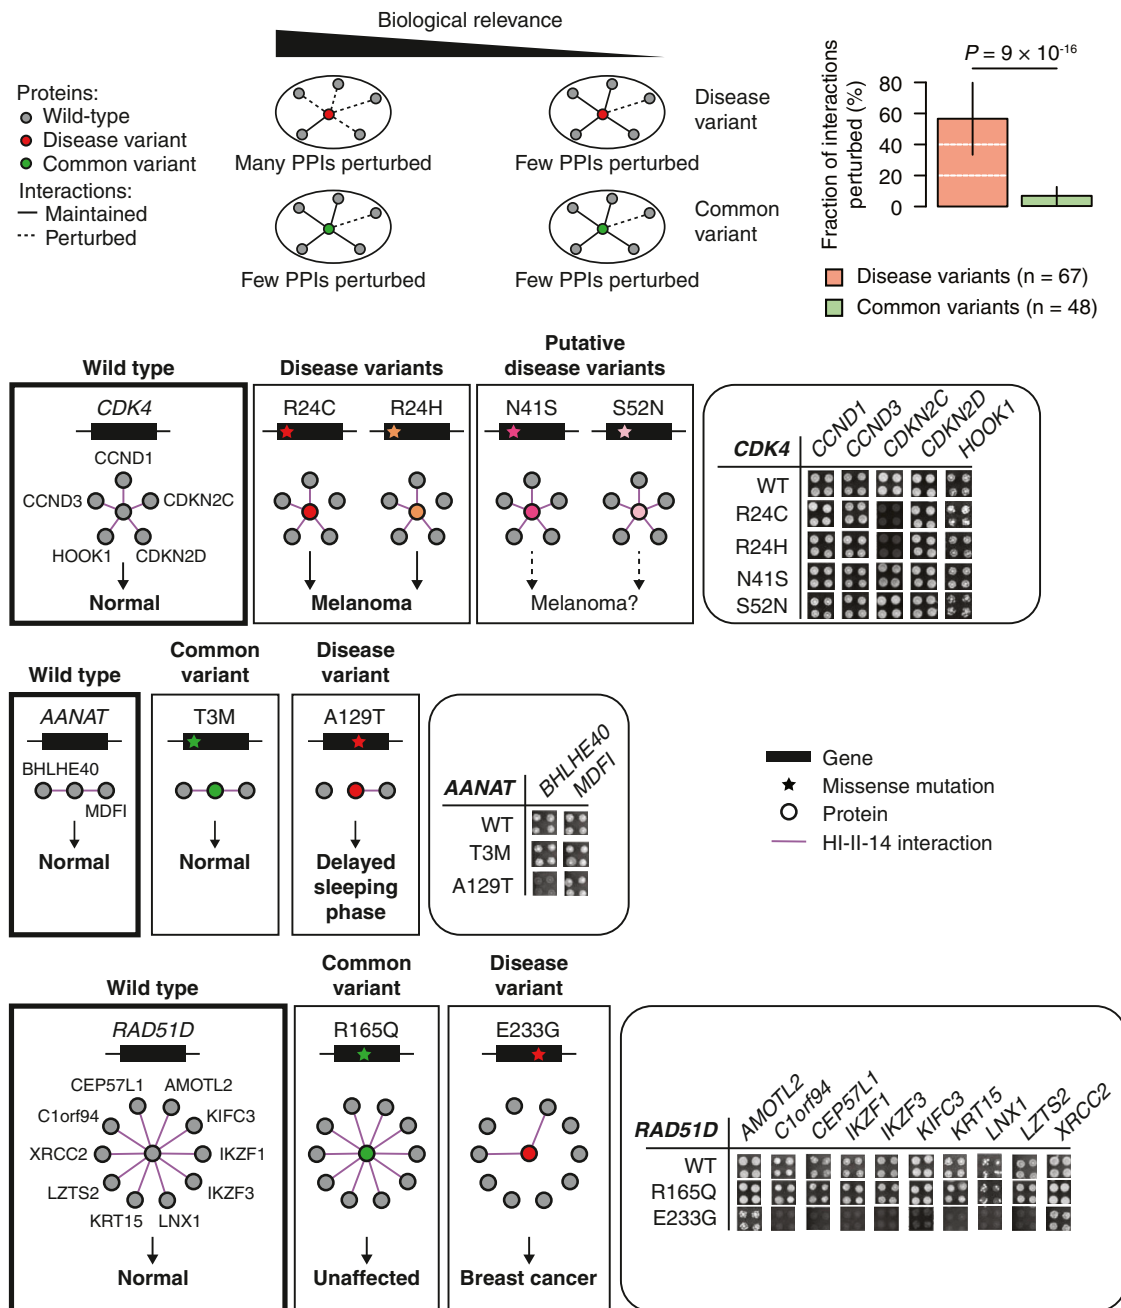 Biological relevance
Proteins:
Wild-type
Disease variant
Common variant
Interactions:
Maintained
Perturbed
Many PPIs perturbed
Few PPIs perturbed
Disease
variant
Few PPIs perturbed
Few PPIs perturbed
Common
variant
P = 9 × 10-16
Fraction of interactions
perturbed (%)
80
60
40
20
0
Disease variants (n = 67)
Common variants (n = 48)
Wild type
CDK4
CCND1
CCND3
CDKN2C
HOOK1
CDKN2D
Normal
Disease variants
R24C
R24H
Melanoma
Putative
disease variants
N41S
S52N
Melanoma?
CDK4
CCND1
CCND3
CDKN2C
CDKN2D
HOOK1
WT
R24C
R24H
N41S
S52N
Wild type
AANAT
BHLHE40
MDFI
Normal
Common
variant
T3M
Normal
Disease
variant
A129T
Delayed
sleeping
phase
AANAT
BHLHE40
MDFI
WT
T3M
A129T
Gene
Missense mutation
Protein
HI-II-14 interaction
Wild type
RAD51D
CEP57L1
AMOTL2
C1orf94
KIFC3
XRCC2
IKZF1
LZTS2
IKZF3
KRT15
LNX1
Normal
Common
variant
R165Q
Unaffected
Disease
variant
E233G
Breast cancer
RAD51D
AMOTL2
C1orf94
CEP57L1
IKZF1
IKZF3
KIFC3
KRT15
LNX1
LZTS2
XRCC2
WT
R165Q
E233G